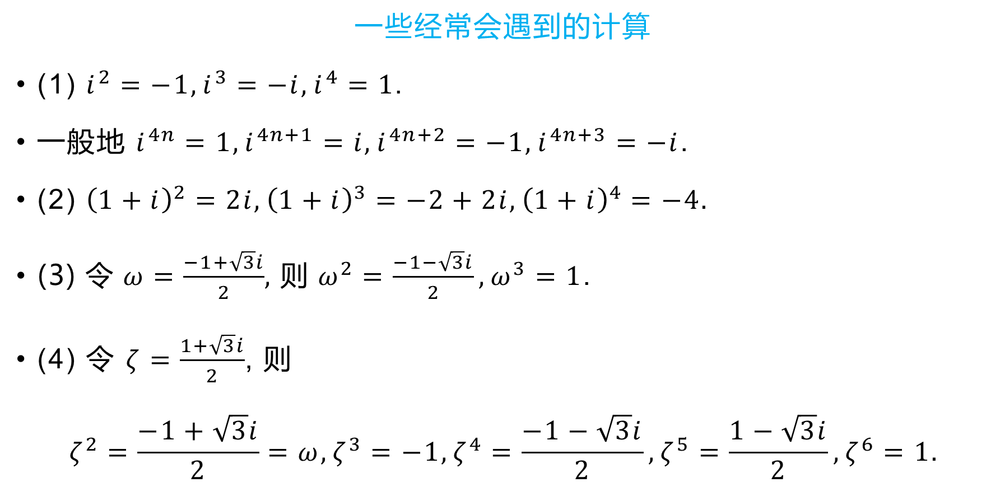 一些经常会遇到的计算
• (1) $i^2 = -1, i^3 = -i, i^4 = 1.$
• 一般地 $i^{4n} = 1, i^{4n+1} = i, i^{4n+2} = -1, i^{4n+3} = -i.$
• (2) $(1+i)^2 = 2i, (1+i)^3 = -2+2i, (1+i)^4 = -4.$
• (3) 令 $\omega = \frac{-1+\sqrt{3}i}{2}$, 则 $\omega^2 = \frac{-1-\sqrt{3}i}{2}, \omega^3 = 1.$
• (4) 令 $\zeta = \frac{1+\sqrt{3}i}{2}$, 则
$\zeta^2 = \frac{-1+\sqrt{3}i}{2} = \omega, \zeta^3 = -1, \zeta^4 = \frac{-1-\sqrt{3}i}{2}, \zeta^5 = \frac{1-\sqrt{3}i}{2}, \zeta^6 = 1.$